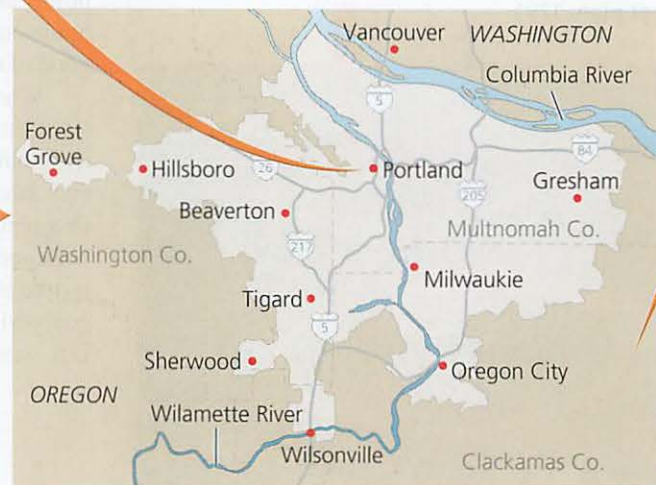 Vancouver
WASHINGTON
Columbia River
5
84
Forest
Grove
Hillsboro
26
Portland
205
Gresham
Beaverton
Multnomah Co.
217
Washington Co.
Milwaukie
Tigard
5
Sherwood
Oregon City
OREGON
Wilamette River
Wilsonville
Clackamas Co.